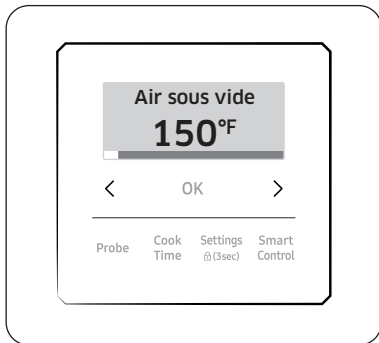 Air sous vide
150°F
< OK >
Probe
Cook Time
Settings
(3sec)
Smart Control